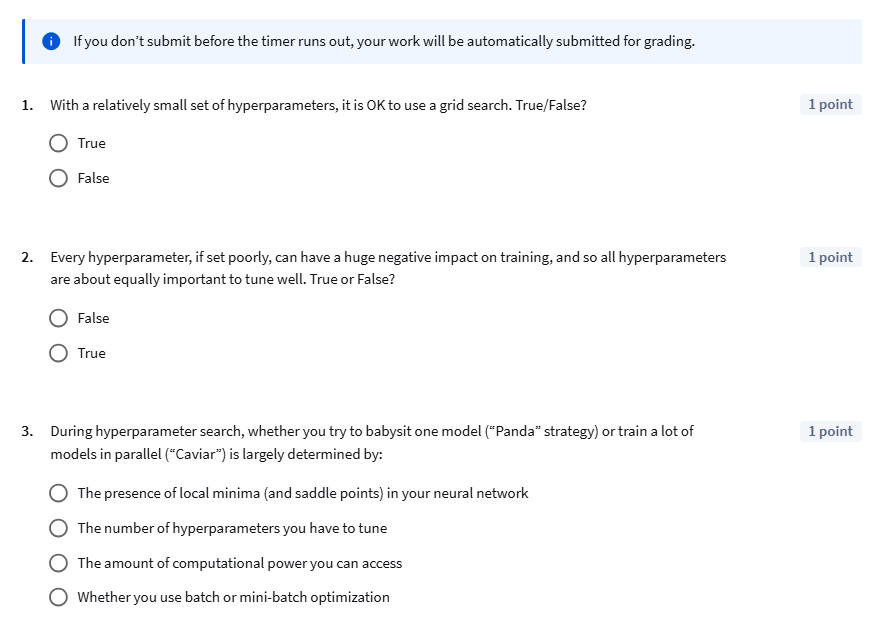 If you don’t submit before the timer runs out, your work will be automatically submitted for grading.
1. With a relatively small set of hyperparameters, it is OK to use a grid search. True/False? 1 point
True
False
2. Every hyperparameter, if set poorly, can have a huge negative impact on training, and so all hyperparameters 1 point
are about equally important to tune well. True or False?
False
True
3. During hyperparameter search, whether you try to babysit one model (“Panda” strategy) or train a lot of 1 point
models in parallel (“Caviar”) is largely determined by:
The presence of local minima (and saddle points) in your neural network
The number of hyperparameters you have to tune
The amount of computational power you can access
Whether you use batch or mini-batch optimization